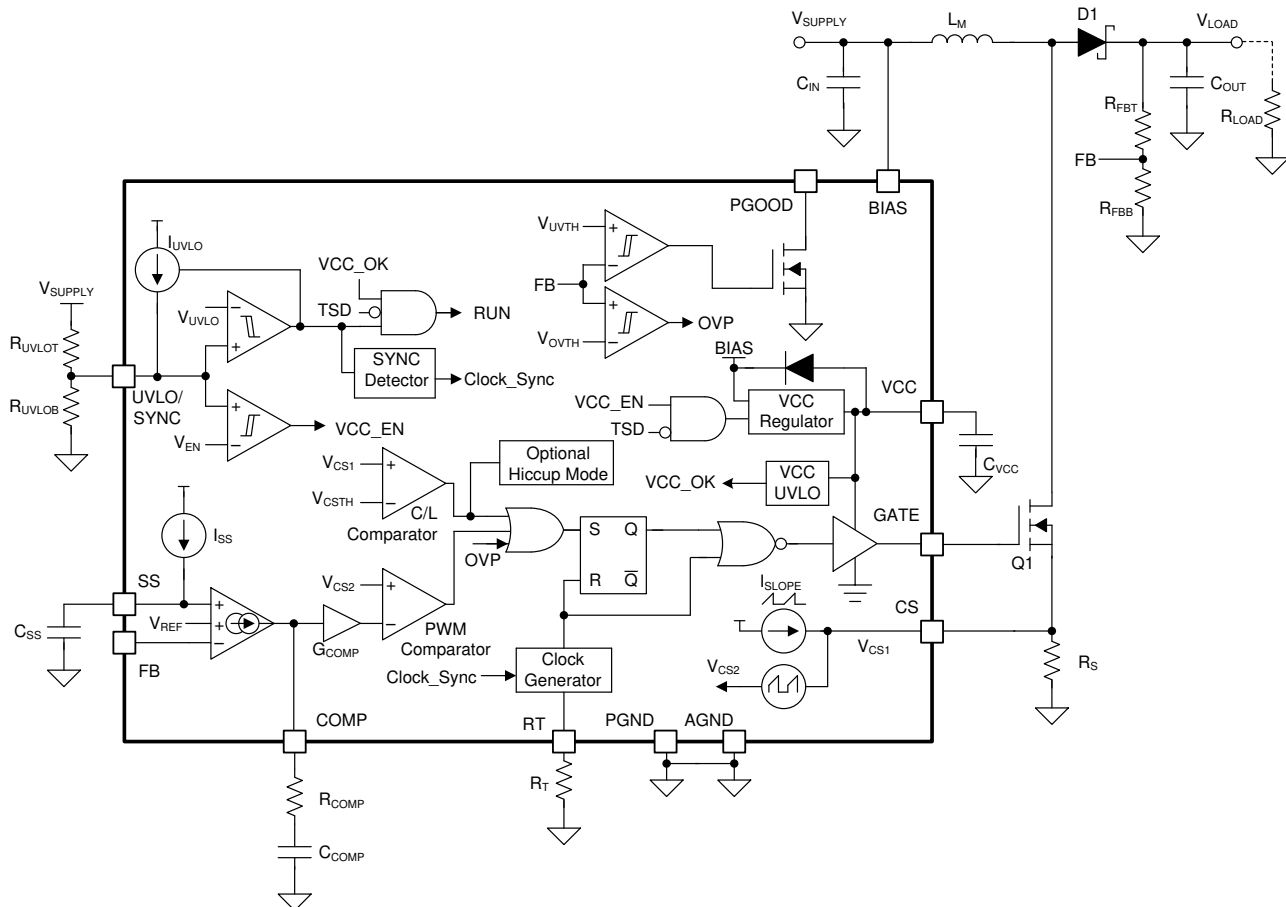 VSUPPLY
LM
D1
VLOAD
CIN
COUT
RFBT
RLOAD
FB
RFBB
PGOOD
BIAS
IUVLO
VUVTH
VCC_OK
FB
VSUPPLY
TSD
RUN
VUVLO
OVP
RUVLOT
VOVTH
BIAS
SYNC
Detector
Clock_Sync
VCC
UVLO/
SYNC
RUVLOB
VCC_EN
VCC
Regulator
TSD
VEN
VCC_EN
Optional
Hiccup Mode
CVCC
VCS1
VCC_OK
VCC
UVLO
VCSTH
C/L
Comparator
GATE
ISS
S
Q
OVP
Q1
R
Q̅
VCS2
ISLOPE
SS
CS
VREF
CSS
GCOMP
PWM
Comparator
VCS1
FB
Clock
Generator
VCS2
RS
Clock_Sync
COMP
RT
PGND
AGND
RT
RCOMP
CCOMP